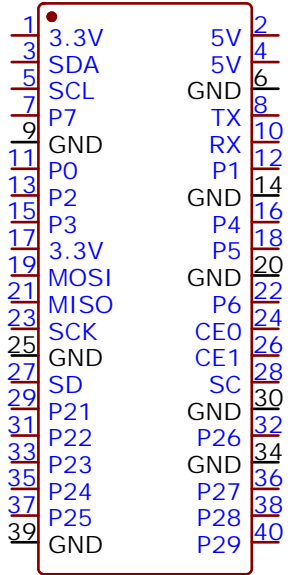 1 3.3V 5V 2
3 SDA 5V 4
5 SCL GND 6
7 P7 TX 8
9 GND RX 10
11 P0 P1 12
13 P2 GND 14
15 P3 P4 16
17 3.3V P5 18
19 MOSI GND 20
21 MISO P6 22
23 SCK CE0 24
25 GND CE1 26
27 SD SC 28
29 P21 GND 30
31 P22 P26 32
33 P23 GND 34
35 P24 P27 36
37 P25 P28 38
39 GND P29 40